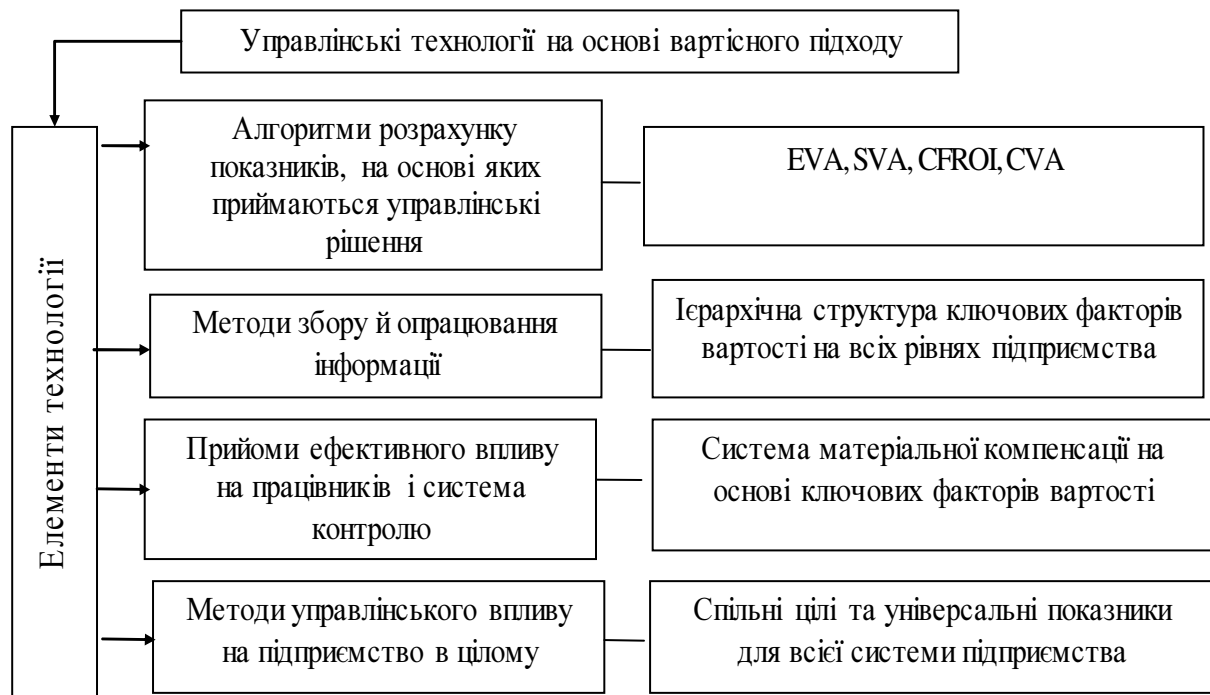 Управлінські технології на основі вартісного підходу
Елементи технології
Алгоритми розрахунку
показників, на основі яких
приймаються управлінські
рішення
EVA, SVA, CFROI, CVA
Методи збору й опрацювання
інформації
Ієрархічна структура ключових факторів
вартості на всіх рівнях підприємства
Прийоми ефективного впливу
на працівників і система
контролю
Система матеріальної компенсації на
основі ключових факторів вартості
Методи управлінського впливу
на підприємство в цілому
Спільні цілі та універсальні показники
для всієї системи підприємства